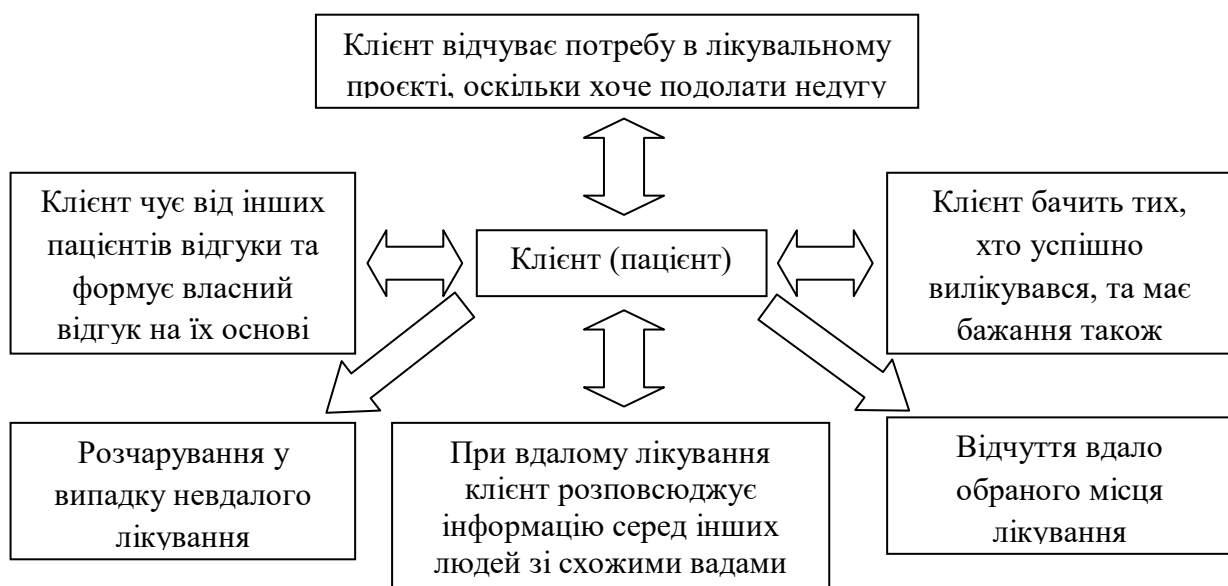 Клієнт відчуває потребу в лікувальному
проєкті, оскільки хоче подолати недугу
Клієнт чує від інших
пацієнтів відгуки та
формує власний
відгук на їх основі
Клієнт (пацієнт)
Клієнт бачить тих,
хто успішно
вилікувався, та має
бажання також
Розчарування у
випадку невдалого
лікування
При вдалому лікування
клієнт розповсюджує
інформацію серед інших
людей зі схожими вадами
Відчуття вдало
обраного місця
лікування